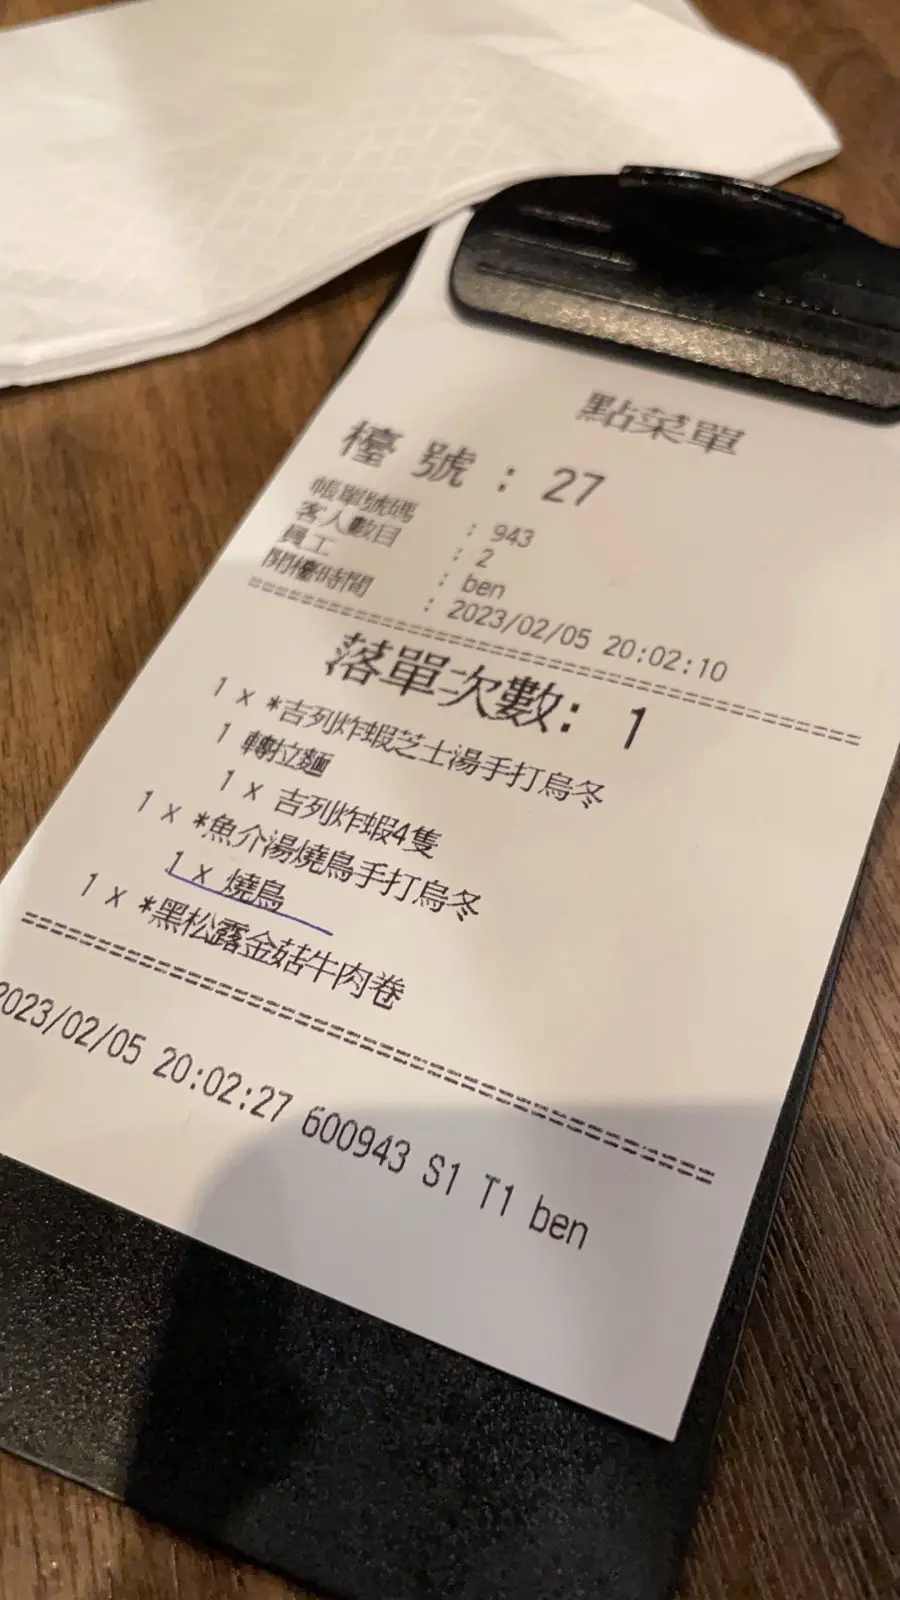 點菜單
檯號：27
帳單號碼 : 943
客人數目 : 2
員工 : ben
開檯時間 : 2023/02/05 20:02:10
落單次數: 1
1 x *吉列炸蝦芝士湯手打烏冬
1 轉拉麵
1 x 吉列炸蝦4隻
1 x *魚介湯燒鳥手打烏冬
1 x 燒鳥
1 x *黑松露金菇牛肉卷
2023/02/05 20:02:27 600943 S1 T1 ben